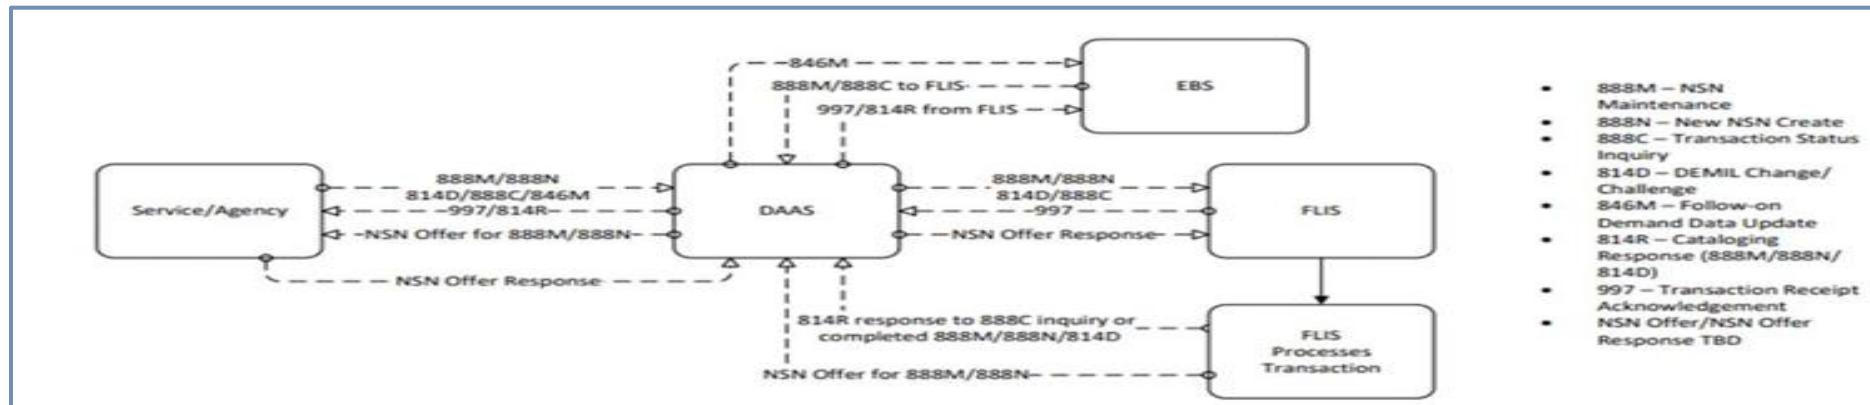 846M
888M/888C to FLIS
997/814R from FLIS
EBS
Service/Agency
888M/888N
814D/888C/846M
997/814R
NSN Offer for 888M/888N
NSN Offer Response
DAAS
888M/888N
814D/888C
997
NSN Offer Response
FLIS
814R response to 888C inquiry or
completed 888M/888N/814D
NSN Offer for 888M/888N
FLIS
Processes
Transaction
• 888M – NSN
Maintenance
• 888N – New NSN Create
• 888C – Transaction Status
Inquiry
• 814D – DEMIL Change/
Challenge
• 846M – Follow-on
Demand Data Update
• 814R – Cataloging
Response (888M/888N/
814D)
• 997 – Transaction Receipt
Acknowledgement
• NSN Offer/NSN Offer
Response TBD